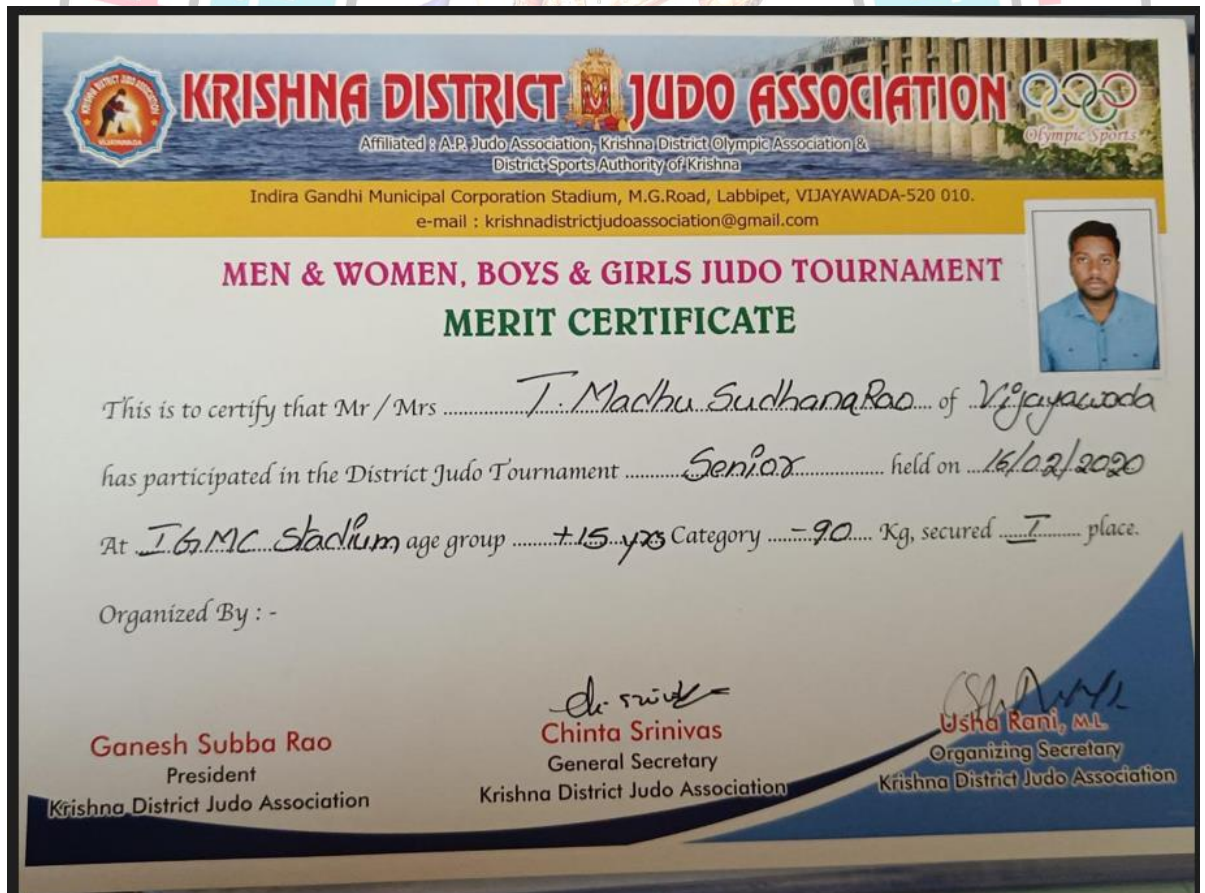 KRISHNA DISTRICT JUDO ASSOCIATION
Olympic Sports
Affiliated : A.P. Judo Association, Krishna District Olympic Association &
District Sports Authority of Krishna
Indira Gandhi Municipal Corporation Stadium, M.G.Road, Labbipet, VIJAYAWADA-520 010.
e-mail : krishnadistrictjudoassociation@gmail.com
MEN & WOMEN, BOYS & GIRLS JUDO TOURNAMENT
MERIT CERTIFICATE
This is to certify that Mr / Mrs T. Madhu Sudhana Rao of Vijayawada
has participated in the District Judo Tournament Senior held on 16/02/2020
At IGMC Stadium age group +15 yrs Category -90 Kg, secured I place.
Organized By : -
Ganesh Subba Rao
President
Krishna District Judo Association
Chinta Srinivas
General Secretary
Krishna District Judo Association
Usha Rani, M.L.
Organizing Secretary
Krishna District Judo Association